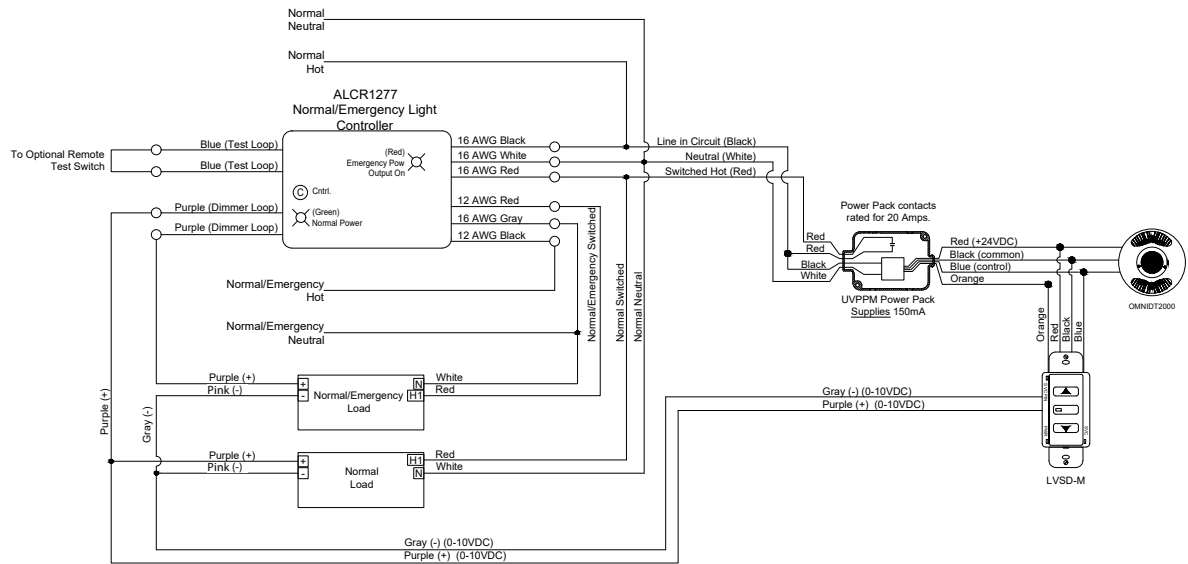 Normal
Neutral
Normal
Hot
ALCR1277
Normal/Emergency Light
Controller
To Optional Remote
Test Switch
Blue (Test Loop)
Blue (Test Loop)
Purple (Dimmer Loop)
Purple (Dimmer Loop)
(Red)
Emergency Pow
Output On
C Cntrl.
(Green)
Normal Power
16 AWG Black
16 AWG White
16 AWG Red
12 AWG Red
16 AWG Gray
12 AWG Black
Line in Circuit (Black)
Neutral (White)
Switched Hot (Red)
Normal/Emergency
Hot
Normal/Emergency
Neutral
Normal/Emergency Switched
Normal Switched
Normal Neutral
Power Pack contacts
rated for 20 Amps.
Red
Red
Black
White
UVPPM Power Pack
Supplies 150mA
Red (+24VDC)
Black (common)
Blue (control)
Orange
OMNIDT2000
Orange
Red
Black
Blue
LVSD-M
Purple (+)
Pink (-)
+
-
Normal/Emergency
Load
N
H1
White
Red
Purple (+)
Gray (-)
Purple (+)
Pink (-)
+
-
Normal
Load
H1
N
Red
White
Gray (-) (0-10VDC)
Purple (+) (0-10VDC)
Gray (-) (0-10VDC)
Purple (+) (0-10VDC)